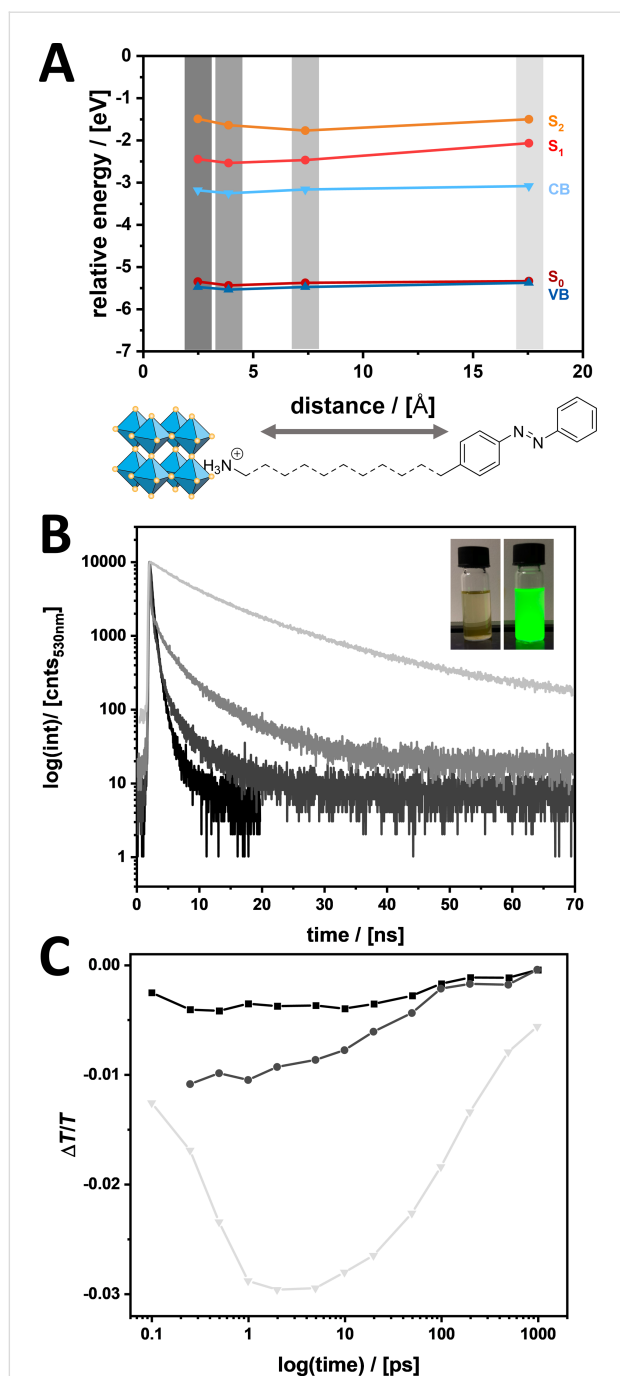 A
relative energy / [eV]
0
-1
-2
-3
-4
-5
-6
-7
S₂
S₁
CB
S₀
VB
0 5 10 15 20
distance / [Å]
H₃N
⊕
N
N
B
log(int)/ [cnts₅₃₀ₙₘ]
10000
1000
100
10
1
0 10 20 30 40 50 60 70
time / [ns]
C
ΔT/T
0.00
-0.01
-0.02
-0.03
0.1 1 10 100 1000
log(time) / [ps]